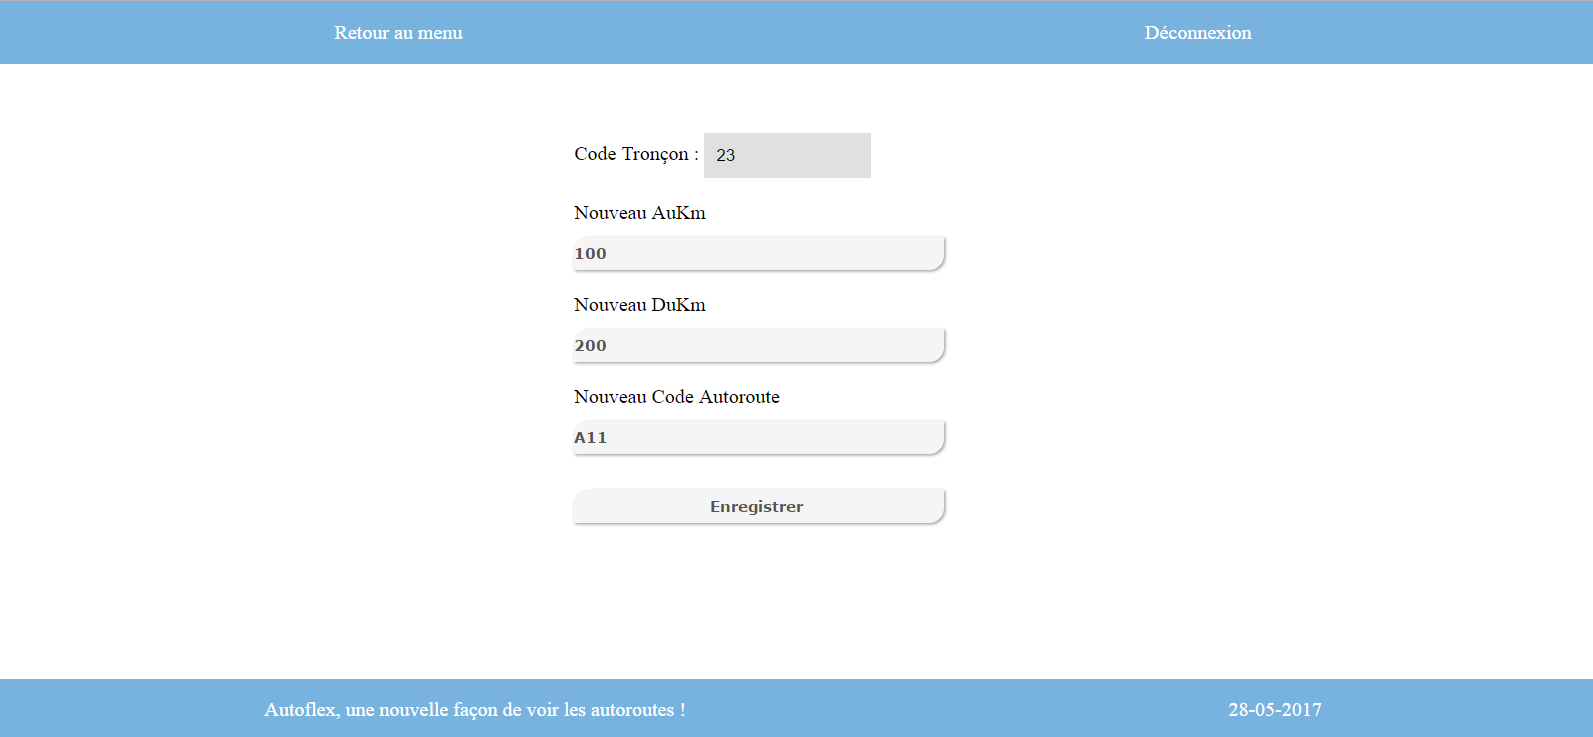 Retour au menu Déconnexion
Code Tronçon : 23
Nouveau AuKm
100
Nouveau DuKm
200
Nouveau Code Autoroute
A11
Enregistrer
Autoflex, une nouvelle façon de voir les autoroutes ! 28-05-2017